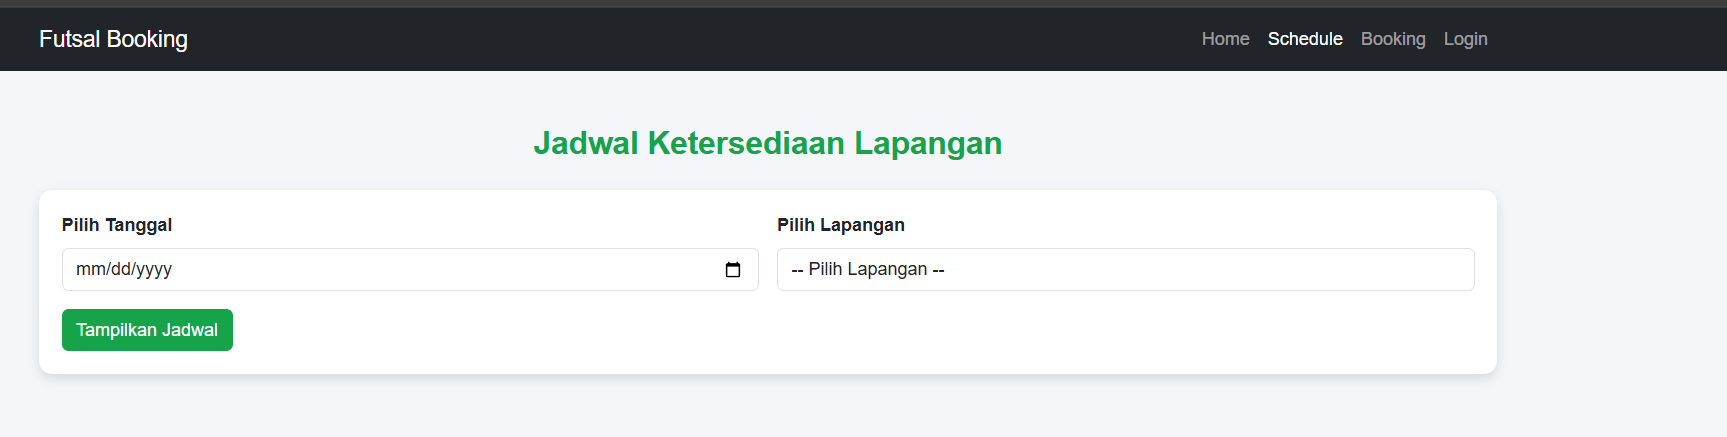 Futsal Booking
Home Schedule Booking Login
Jadwal Ketersediaan Lapangan
Pilih Tanggal
Pilih Lapangan
mm/dd/yyyy
-- Pilih Lapangan --
Tampilkan Jadwal